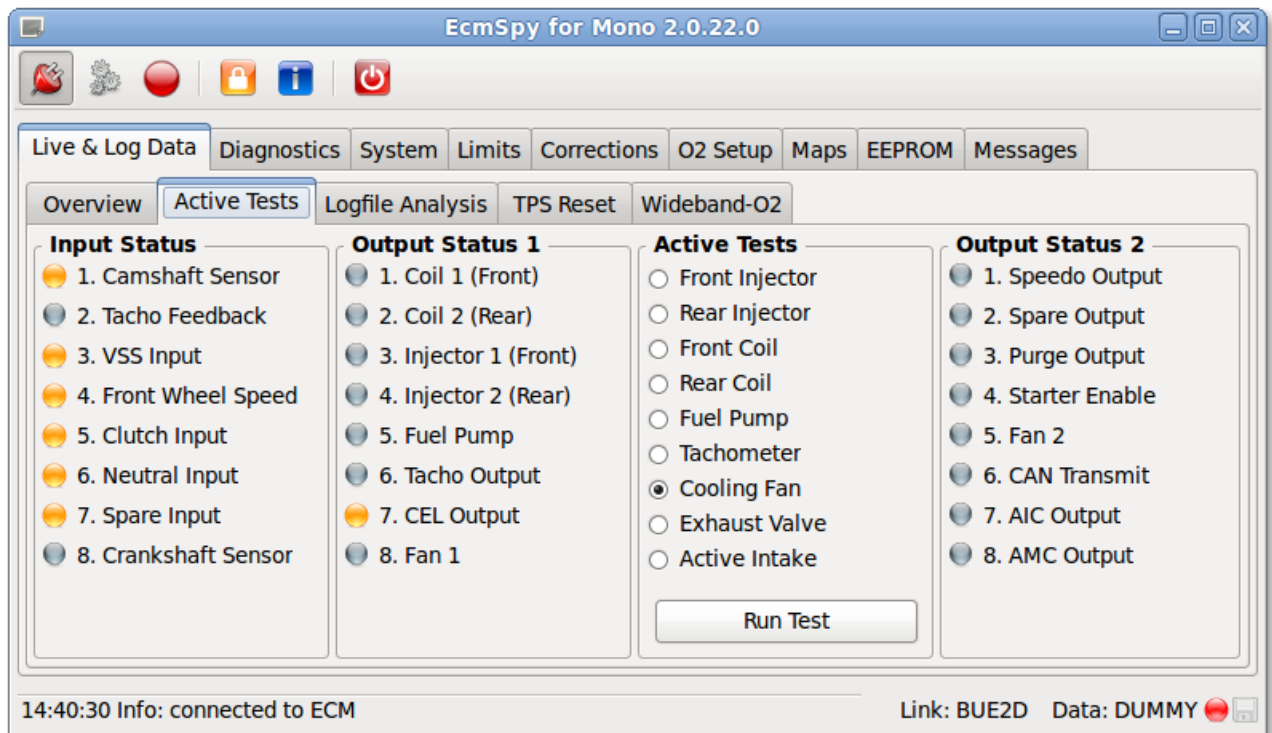 EcmSpy for Mono 2.0.22.0
Live & Log Data Diagnostics System Limits Corrections O2 Setup Maps EEPROM Messages
Overview Active Tests Logfile Analysis TPS Reset Wideband-O2
Input Status
1. Camshaft Sensor
2. Tacho Feedback
3. VSS Input
4. Front Wheel Speed
5. Clutch Input
6. Neutral Input
7. Spare Input
8. Crankshaft Sensor
Output Status 1
1. Coil 1 (Front)
2. Coil 2 (Rear)
3. Injector 1 (Front)
4. Injector 2 (Rear)
5. Fuel Pump
6. Tacho Output
7. CEL Output
8. Fan 1
Active Tests
Front Injector
Rear Injector
Front Coil
Rear Coil
Fuel Pump
Tachometer
Cooling Fan
Exhaust Valve
Active Intake
Run Test
Output Status 2
1. Speedo Output
2. Spare Output
3. Purge Output
4. Starter Enable
5. Fan 2
6. CAN Transmit
7. AIC Output
8. AMC Output
14:40:30 Info: connected to ECM Link: BUE2D Data: DUMMY